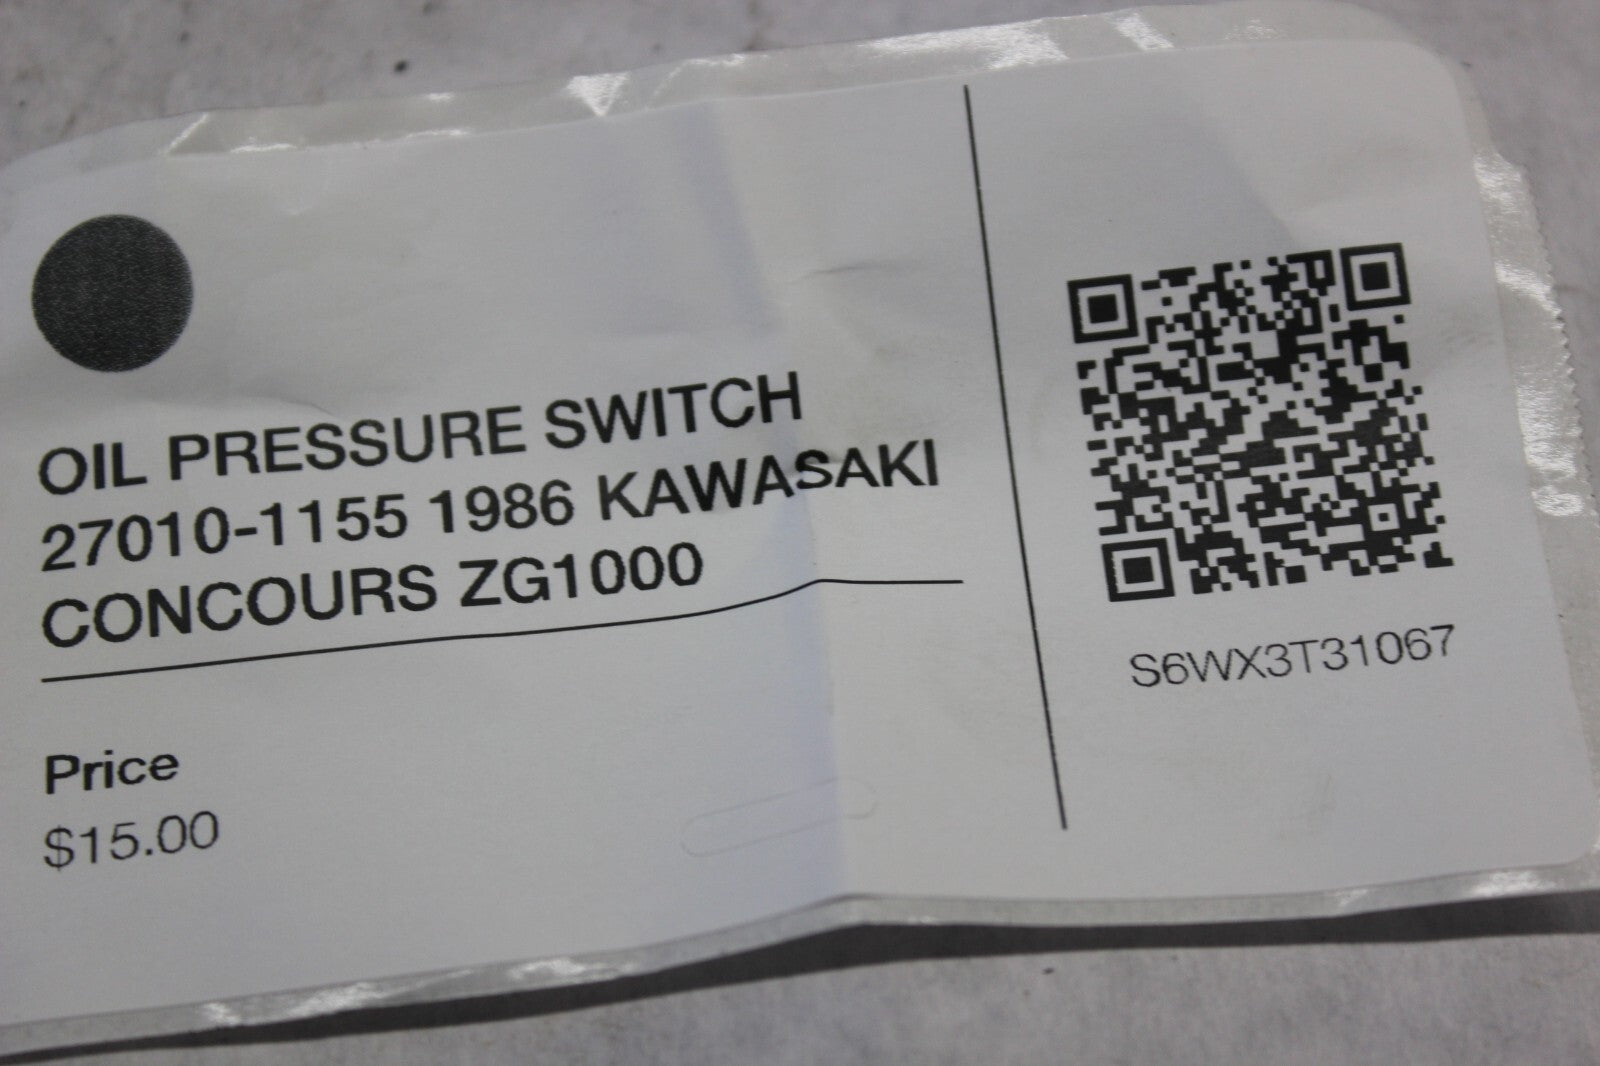 OIL PRESSURE SWITCH
27010-1155 1986 KAWASAKI
CONCOURS ZG1000
Price
$15.00
S6WX3T31067